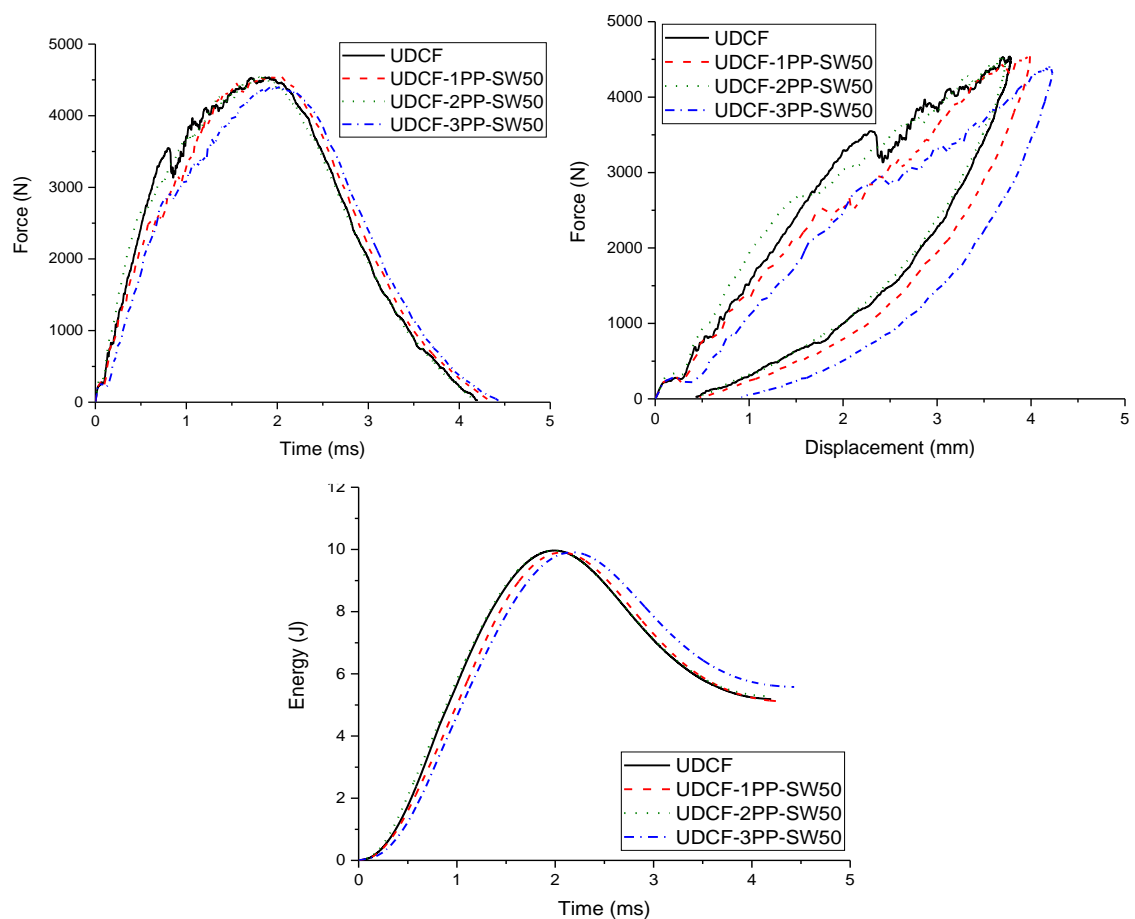 5000
4000
3000
2000
1000
0
Force (N)
0 1 2 3 4 5
Time (ms)
UDCF
UDCF-1PP-SW50
UDCF-2PP-SW50
UDCF-3PP-SW50
5000
4000
3000
2000
1000
0
Force (N)
0 1 2 3 4 5
Displacement (mm)
UDCF
UDCF-1PP-SW50
UDCF-2PP-SW50
UDCF-3PP-SW50
12
10
8
6
4
2
0
Energy (J)
0 1 2 3 4 5
Time (ms)
UDCF
UDCF-1PP-SW50
UDCF-2PP-SW50
UDCF-3PP-SW50